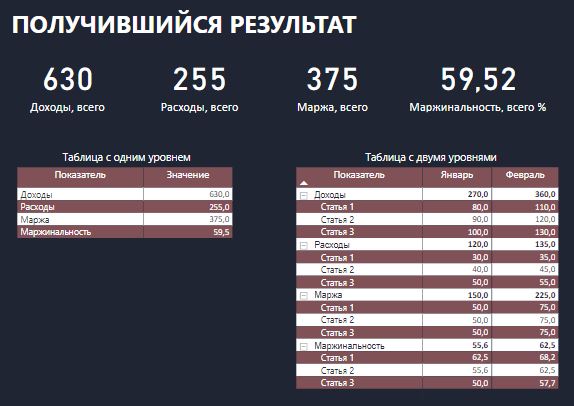 ПОЛУЧИВШИЙСЯ РЕЗУЛЬТАТ
630 255 375 59,52
Доходы, всего Расходы, всего Маржа, всего Маржинальность, всего %
Таблица с одним уровнем
Показатель Значение
Доходы 630,0
Расходы 255,0
Маржа 375,0
Маржинальность 59,5
Таблица с двумя уровнями
Показатель Январь Февраль
Доходы 270,0 360,0
Статья 1 80,0 110,0
Статья 2 90,0 120,0
Статья 3 100,0 130,0
Расходы 120,0 135,0
Статья 1 30,0 35,0
Статья 2 40,0 45,0
Статья 3 50,0 55,0
Маржа 150,0 225,0
Статья 1 50,0 75,0
Статья 2 50,0 75,0
Статья 3 50,0 75,0
Маржинальность 55,6 62,5
Статья 1 62,5 68,2
Статья 2 55,6 62,5
Статья 3 50,0 57,7